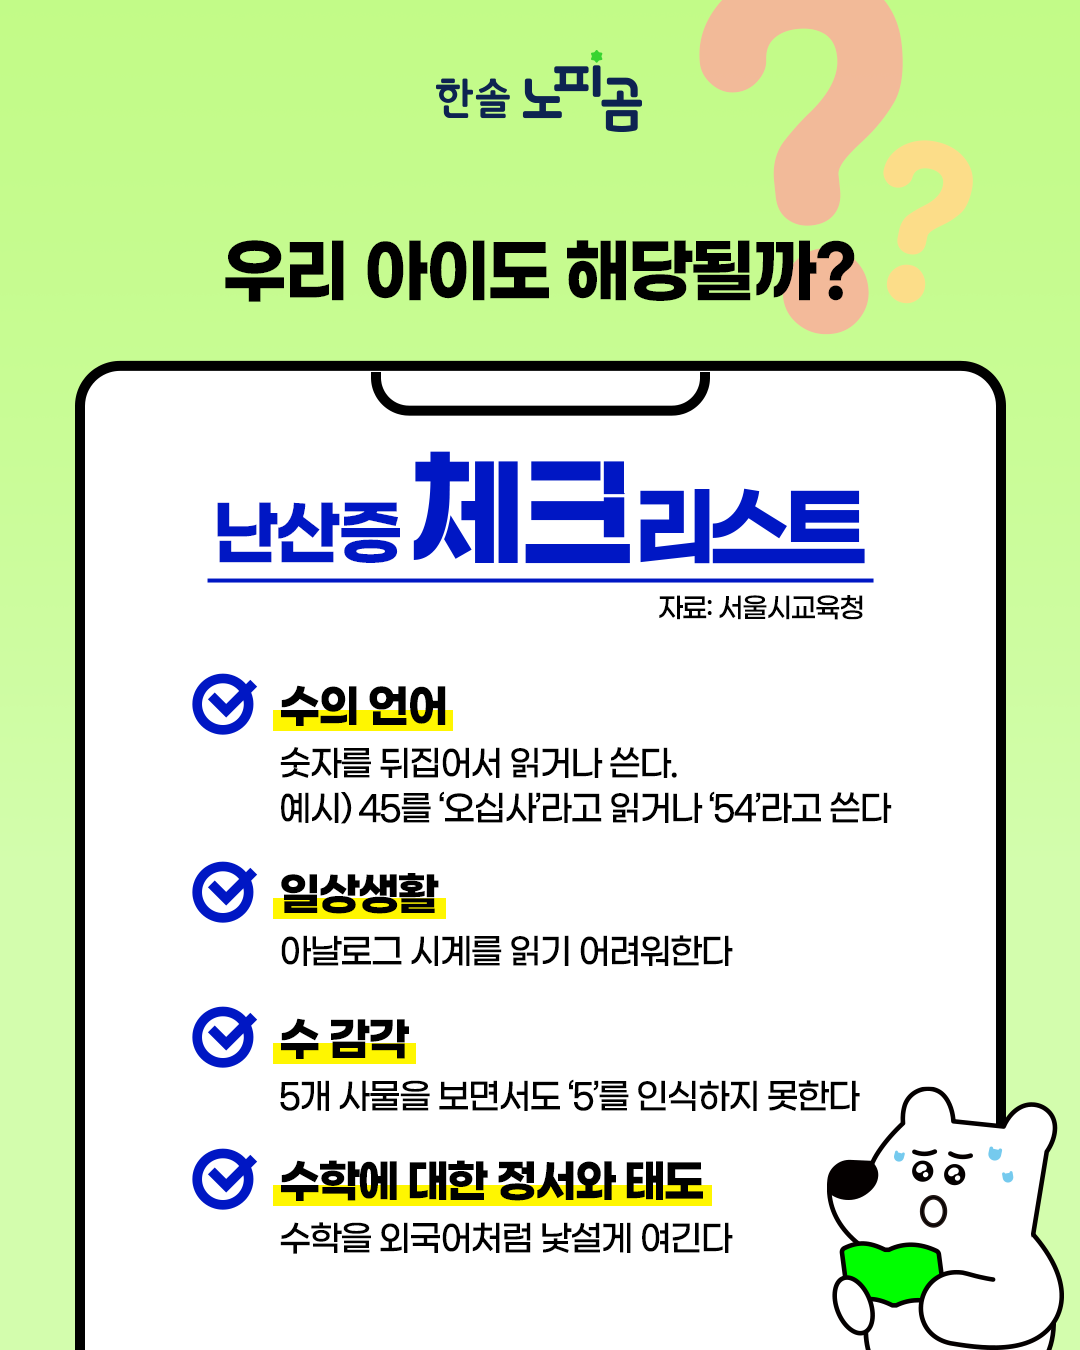 한솔 노피곰
우리 아이도 해당될까?
난산증 체크리스트
자료: 서울시교육청
수의 언어
숫자를 뒤집어서 읽거나 쓴다.
예시) 45를 ‘오십사’라고 읽거나 ‘54’라고 쓴다
일상생활
아날로그 시계를 읽기 어려워한다
수 감각
5개 사물을 보면서도 ‘5’를 인식하지 못한다
수학에 대한 정서와 태도
수학을 외국어처럼 낯설게 여긴다